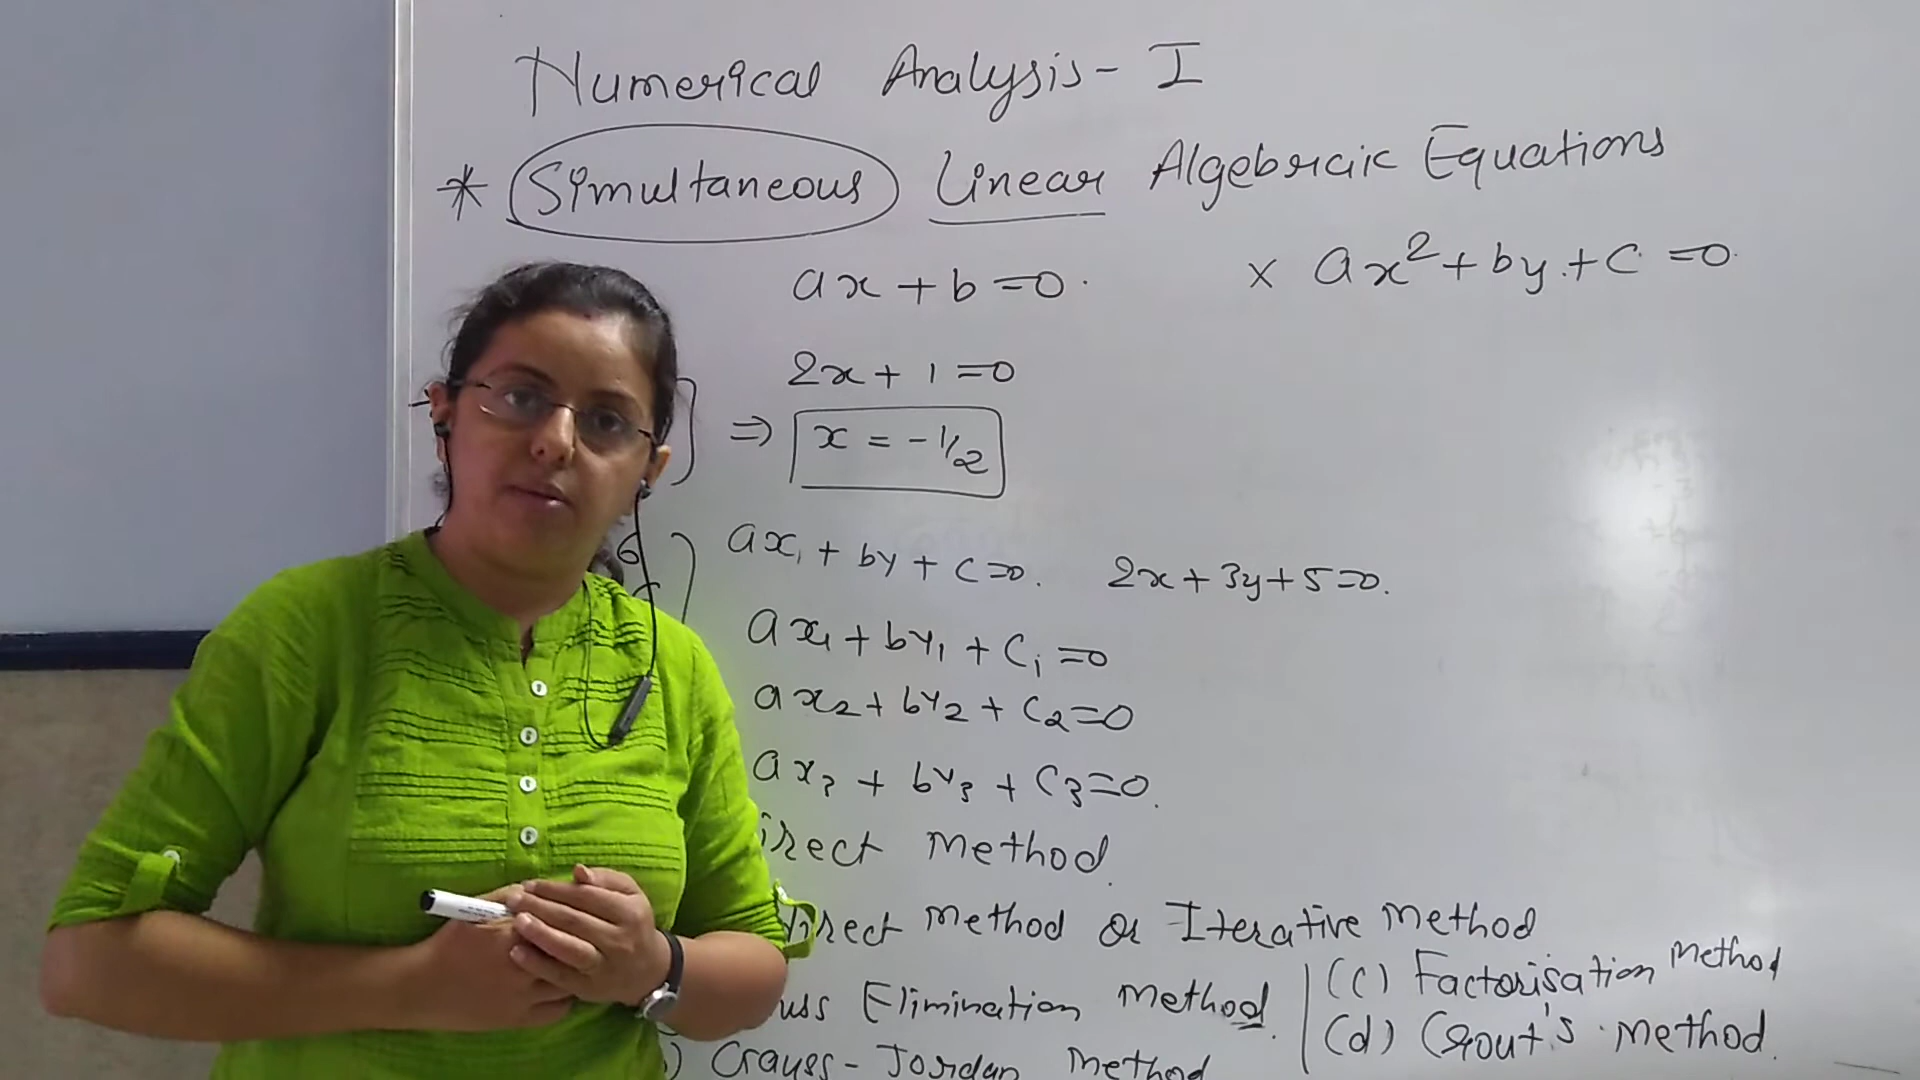 Numerical Analysis - I
* Simultaneous Linear Algebraic Equations
ax + b = 0.
x ax² + by + c = 0.
2x + 1 = 0
⇒ x = -1/2
6
ax₁ + by + c = 0. 2x + 3y + 5 = 0.
ax₁ + by₁ + c₁ = 0
ax₂ + by₂ + c₂ = 0
ax₃ + by₃ + c₃ = 0.
irect method.
direct method or Iterative method
uss Elimination method.
(c) Factorisation method
) Gauss - Jordan method
(d) Crout's method.